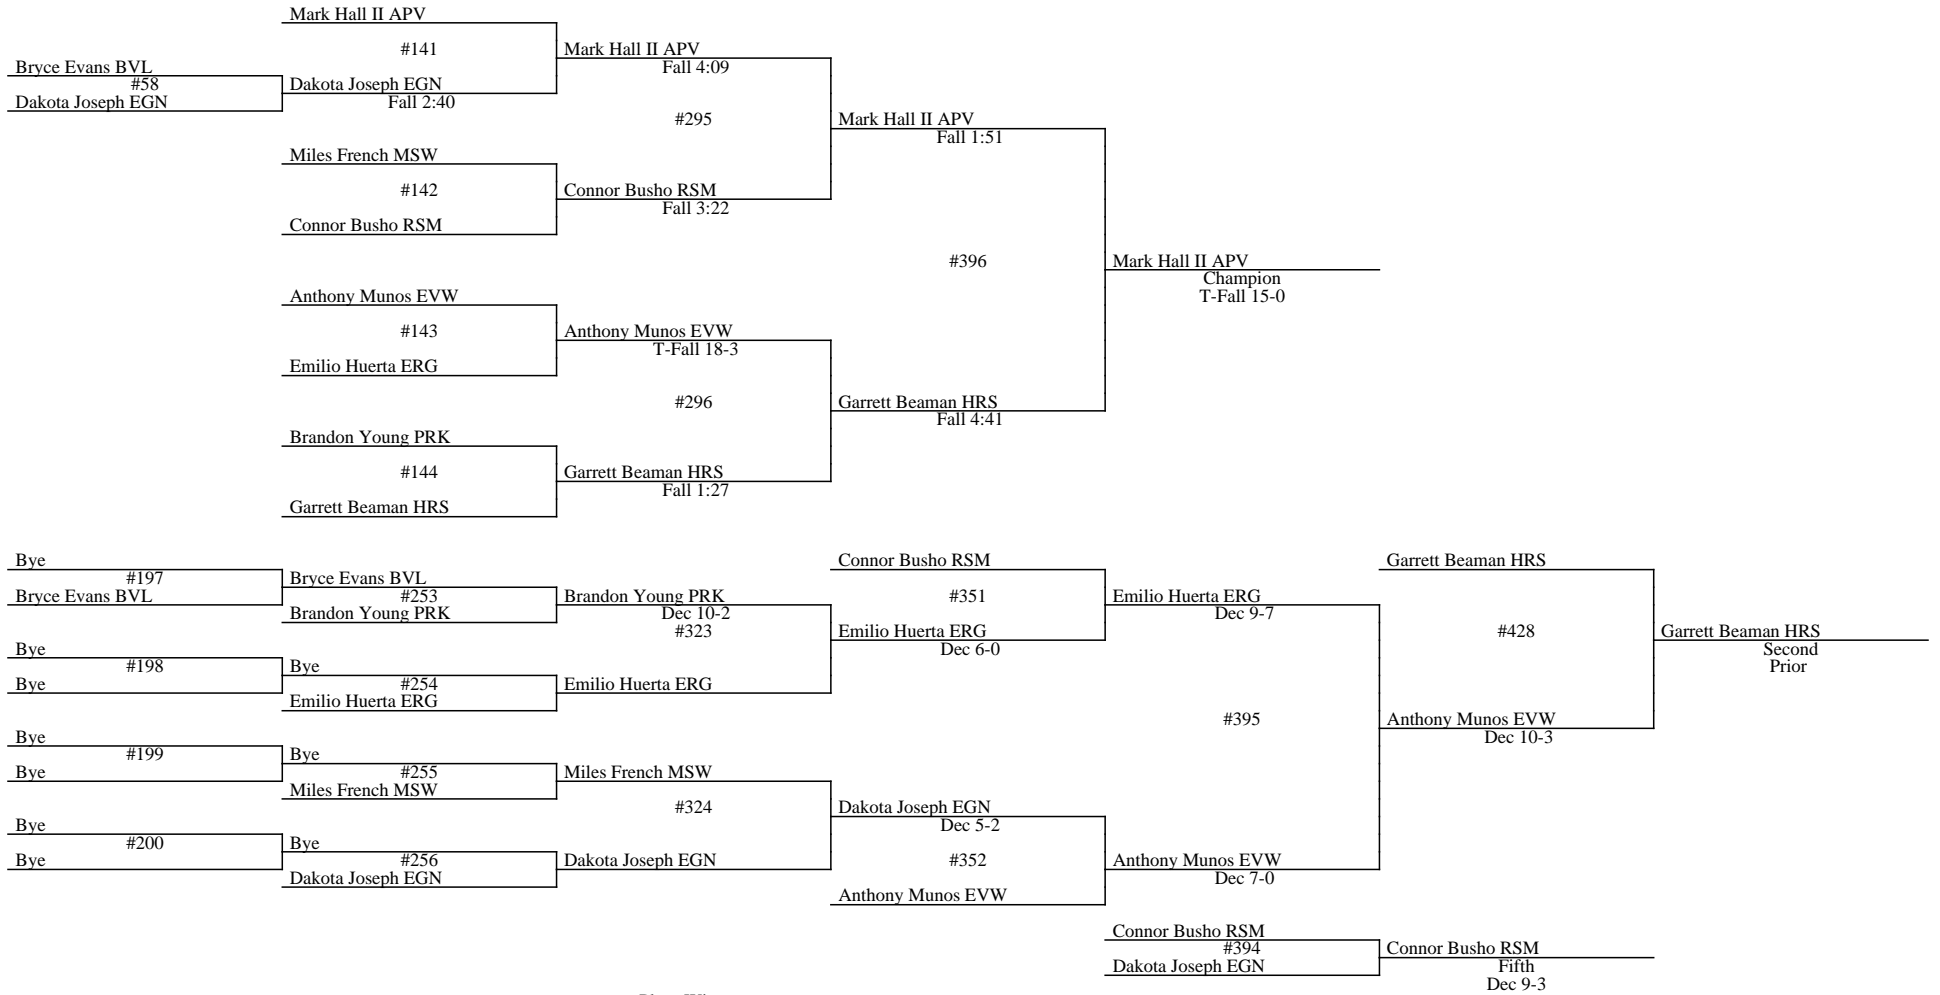 Mark Hall II APV
#141
Mark Hall II APV
Fall 4:09
Bryce Evans BVL
#58
Dakota Joseph EGN
Dakota Joseph EGN
Fall 2:40
#295
Mark Hall II APV
Fall 1:51
Miles French MSW
#142
Connor Busho RSM
Fall 3:22
Connor Busho RSM
#396
Mark Hall II APV
Champion
T-Fall 15-0
Anthony Munos EVW
#143
Anthony Munos EVW
T-Fall 18-3
Emilio Huerta ERG
#296
Garrett Beaman HRS
Fall 4:41
Brandon Young PRK
#144
Garrett Beaman HRS
Fall 1:27
Garrett Beaman HRS
Bye
#197
Bryce Evans BVL
Bryce Evans BVL
#253
Brandon Young PRK
Brandon Young PRK
Dec 10-2
#323
Connor Busho RSM
#351
Emilio Huerta ERG
Dec 6-0
Emilio Huerta ERG
Dec 9-7
Garrett Beaman HRS
#428
Garrett Beaman HRS
Second
Prior
Bye
#198
Bye
Bye
#254
Emilio Huerta ERG
Emilio Huerta ERG
#395
Anthony Munos EVW
Dec 10-3
Bye
#199
Bye
Bye
#255
Miles French MSW
Miles French MSW
#324
Dakota Joseph EGN
Dec 5-2
#352
Anthony Munos EVW
Dec 7-0
Bye
#200
Bye
Bye
#256
Dakota Joseph EGN
Dakota Joseph EGN
Anthony Munos EVW
Connor Busho RSM
#394
Dakota Joseph EGN
Connor Busho RSM
Fifth
Dec 9-3